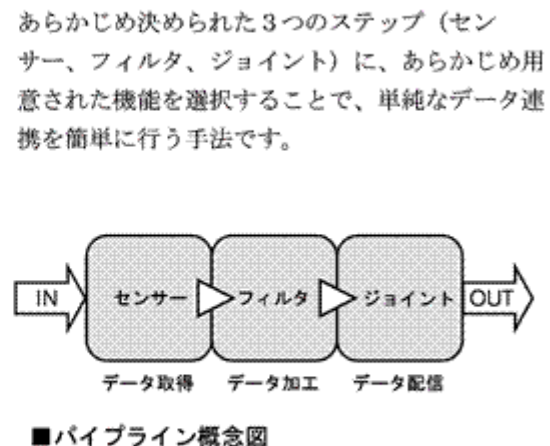 あらかじめ決められた３つのステップ（セン
サー、フィルタ、ジョイント）に、あらかじめ用
意された機能を選択することで、単純なデータ連
携を簡単に行う手法です。
IN センサー フィルタ ジョイント OUT
データ取得 データ加工 データ配信
■パイプライン概念図